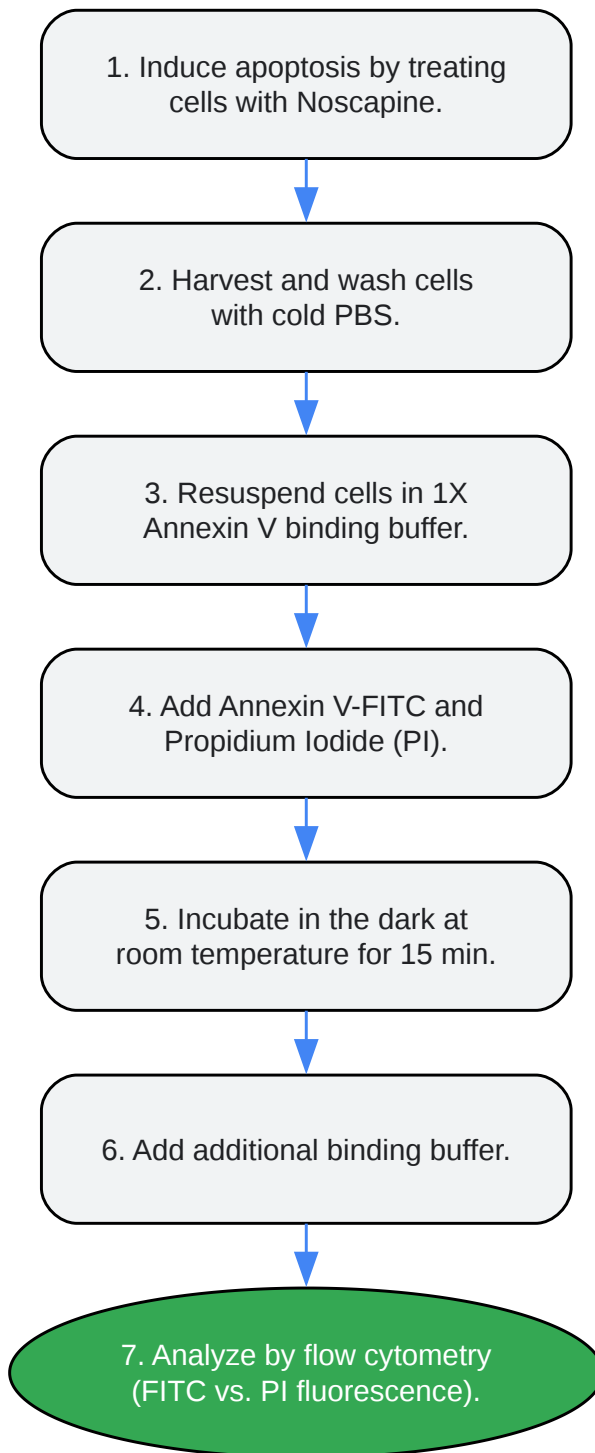 1. Induce apoptosis by treating
cells with Noscapine.
2. Harvest and wash cells
with cold PBS.
3. Resuspend cells in 1X
Annexin V binding buffer.
4. Add Annexin V-FITC and
Propidium Iodide (PI).
5. Incubate in the dark at
room temperature for 15 min.
6. Add additional binding buffer.
7. Analyze by flow cytometry
(FITC vs. PI fluorescence).